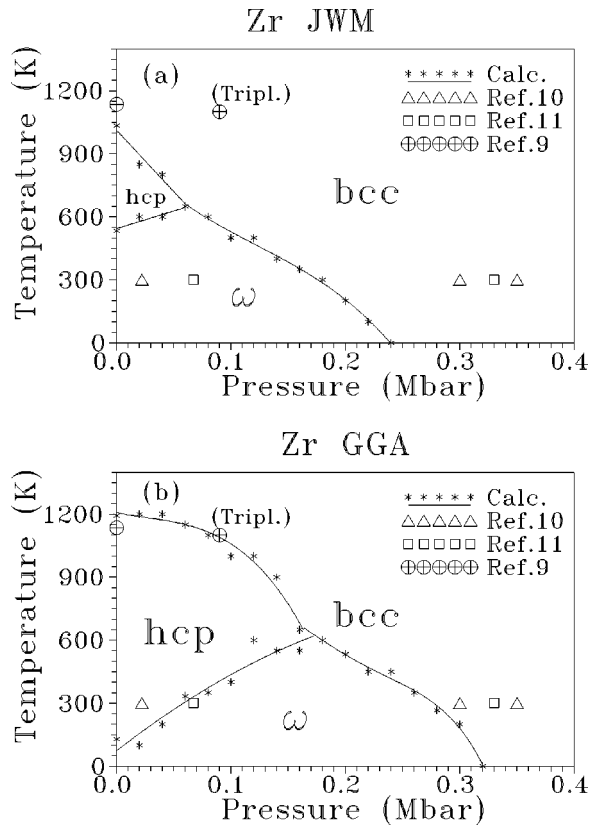 Zr JWM
(a)
(Tripl.)
Calc.
Ref.10
Ref.11
Ref.9
hcp
bcc
ω
Temperature (K)
1200
900
600
300
0
0.0
0.1
0.2
0.3
0.4
Pressure (Mbar)
Zr GGA
(b)
(Tripl.)
Calc.
Ref.10
Ref.11
Ref.9
hcp
bcc
ω
Temperature (K)
1200
900
600
300
0
0.0
0.1
0.2
0.3
0.4
Pressure (Mbar)